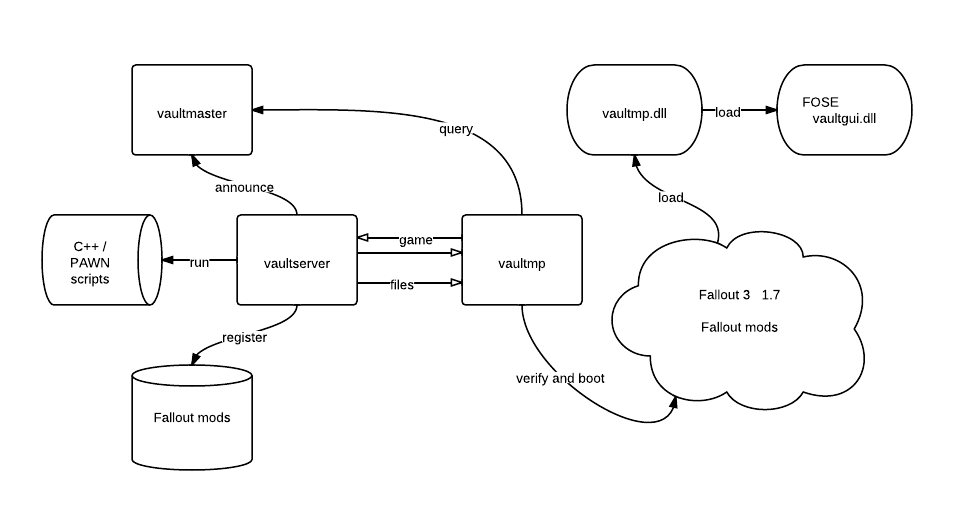 vaultmaster
vaultmp.dll
load
FOSE
vaultgui.dll
query
announce
load
C++ /
PAWN
scripts
run
vaultserver
game
files
vaultmp
Fallout 3 1.7
Fallout mods
register
verify and boot
Fallout mods